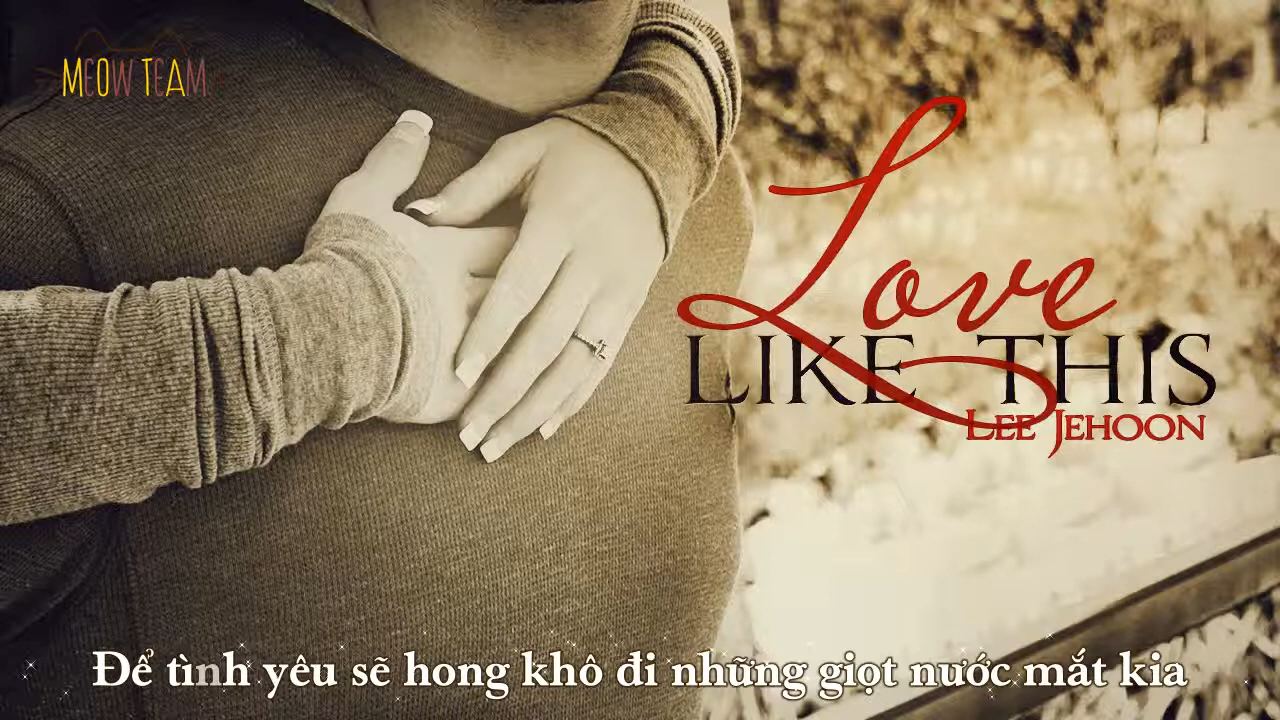 MEOW TEAM
Love
LIKE THIS
LEE JEHOON
Để tình yêu sẽ hong khô đi những giọt nước mắt kia